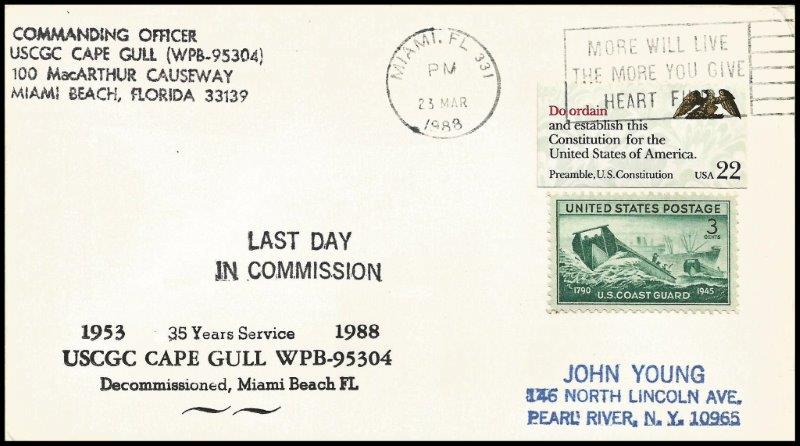 COMMANDING OFFICER
USCGC CAPE GULL (WPB-95304)
100 MacARTHUR CAUSEWAY
MIAMI BEACH, FLORIDA 33139
MIAMI, FL 331
PM
23 MAR
1988
MORE WILL LIVE
THE MORE YOU GIVE
HEART
Do ordain
and establish this
Constitution for the
United States of America.
Preamble, U.S. Constitution USA 22
UNITED STATES POSTAGE
3
CENTS
1790 1945
U.S. COAST GUARD
LAST DAY
IN COMMISSION
1953 35 Years Service 1988
USCGC CAPE GULL WPB-95304
Decommissioned, Miami Beach FL
JOHN YOUNG
146 NORTH LINCOLN AVE.
PEARL RIVER, N. Y. 10965